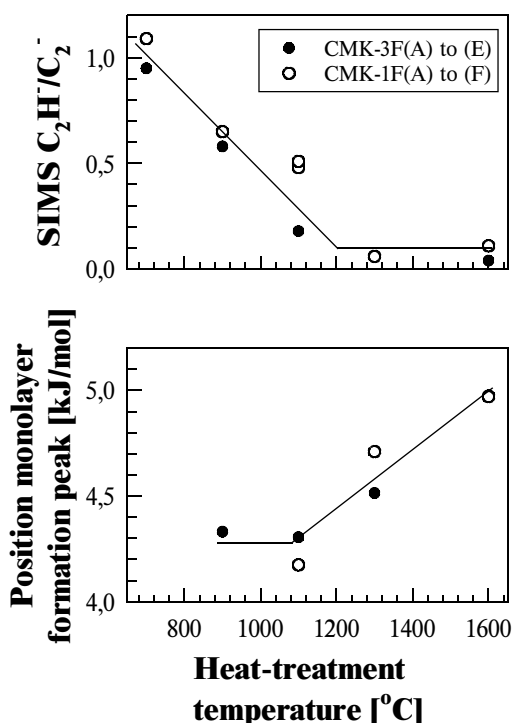 SIMS C₂H⁻/C₂⁻
1,0
0,5
0,0
CMK-3F(A) to (E)
CMK-1F(A) to (F)
Position monolayer
formation peak [kJ/mol]
5,0
4,5
4,0
800 1000 1200 1400 1600
Heat-treatment
temperature [°C]